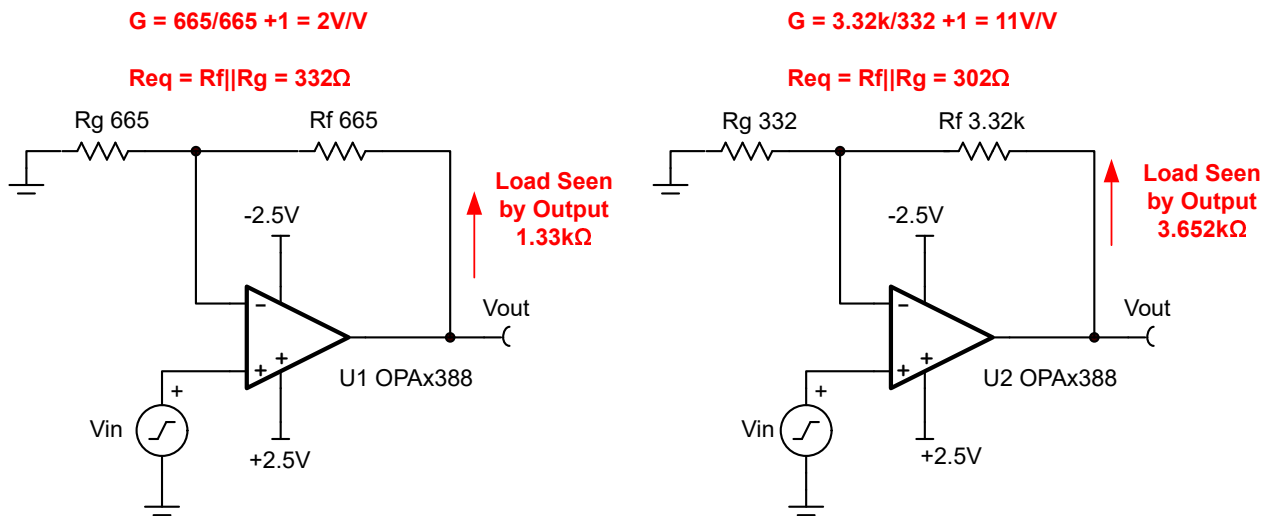 G = 665/665 +1 = 2V/V
Req = Rf||Rg = 332Ω
Rg 665
Rf 665
Load Seen
by Output
1.33kΩ
-2.5V
Vout
−
+
+
U1 OPAx388
+
Vin
+2.5V
G = 3.32k/332 +1 = 11V/V
Req = Rf||Rg = 302Ω
Rg 332
Rf 3.32k
Load Seen
by Output
3.652kΩ
-2.5V
Vout
−
+
+
U2 OPAx388
+
Vin
+2.5V